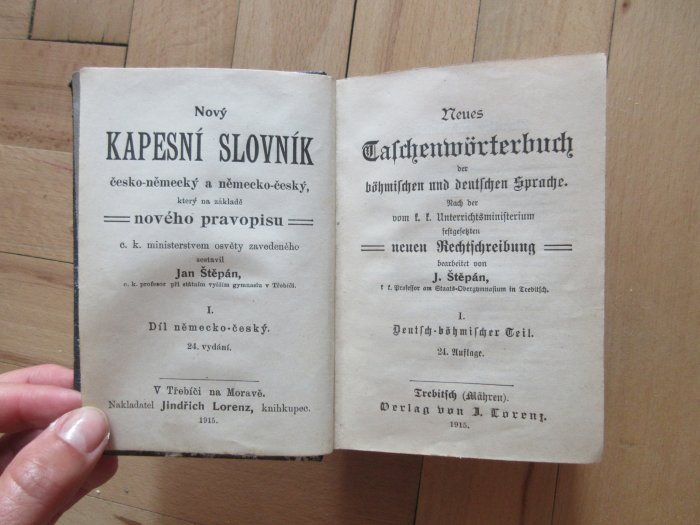 Nový
KAPESNÍ SLOVNÍK
česko-německý a německo-český,
který na základě
nového pravopisu
c. k. ministerstvem osvěty zavedeného
sestavil
Jan Štěpán,
c. k. profesor při státním vyšším gymnasiu v Třebíči.
I.
Díl německo-český.
24. vydání.
V Třebíči na Moravě.
Nakladatel Jindřich Lorenz, knihkupec.
1915.
Neues
Taschenwörterbuch
der
böhmischen und deutschen Sprache.
Nach der
vom k. k. Unterrichtsministerium
festgesetzten
neuen Rechtschreibung
bearbeitet von
J. Štěpán,
k k. Professor am Staats-Obergymnasium in Trebitsch.
I.
Deutsch-böhmischer Teil.
24. Auflage.
Trebitsch (Mähren).
Verlag von J. Lorenz.
1915.